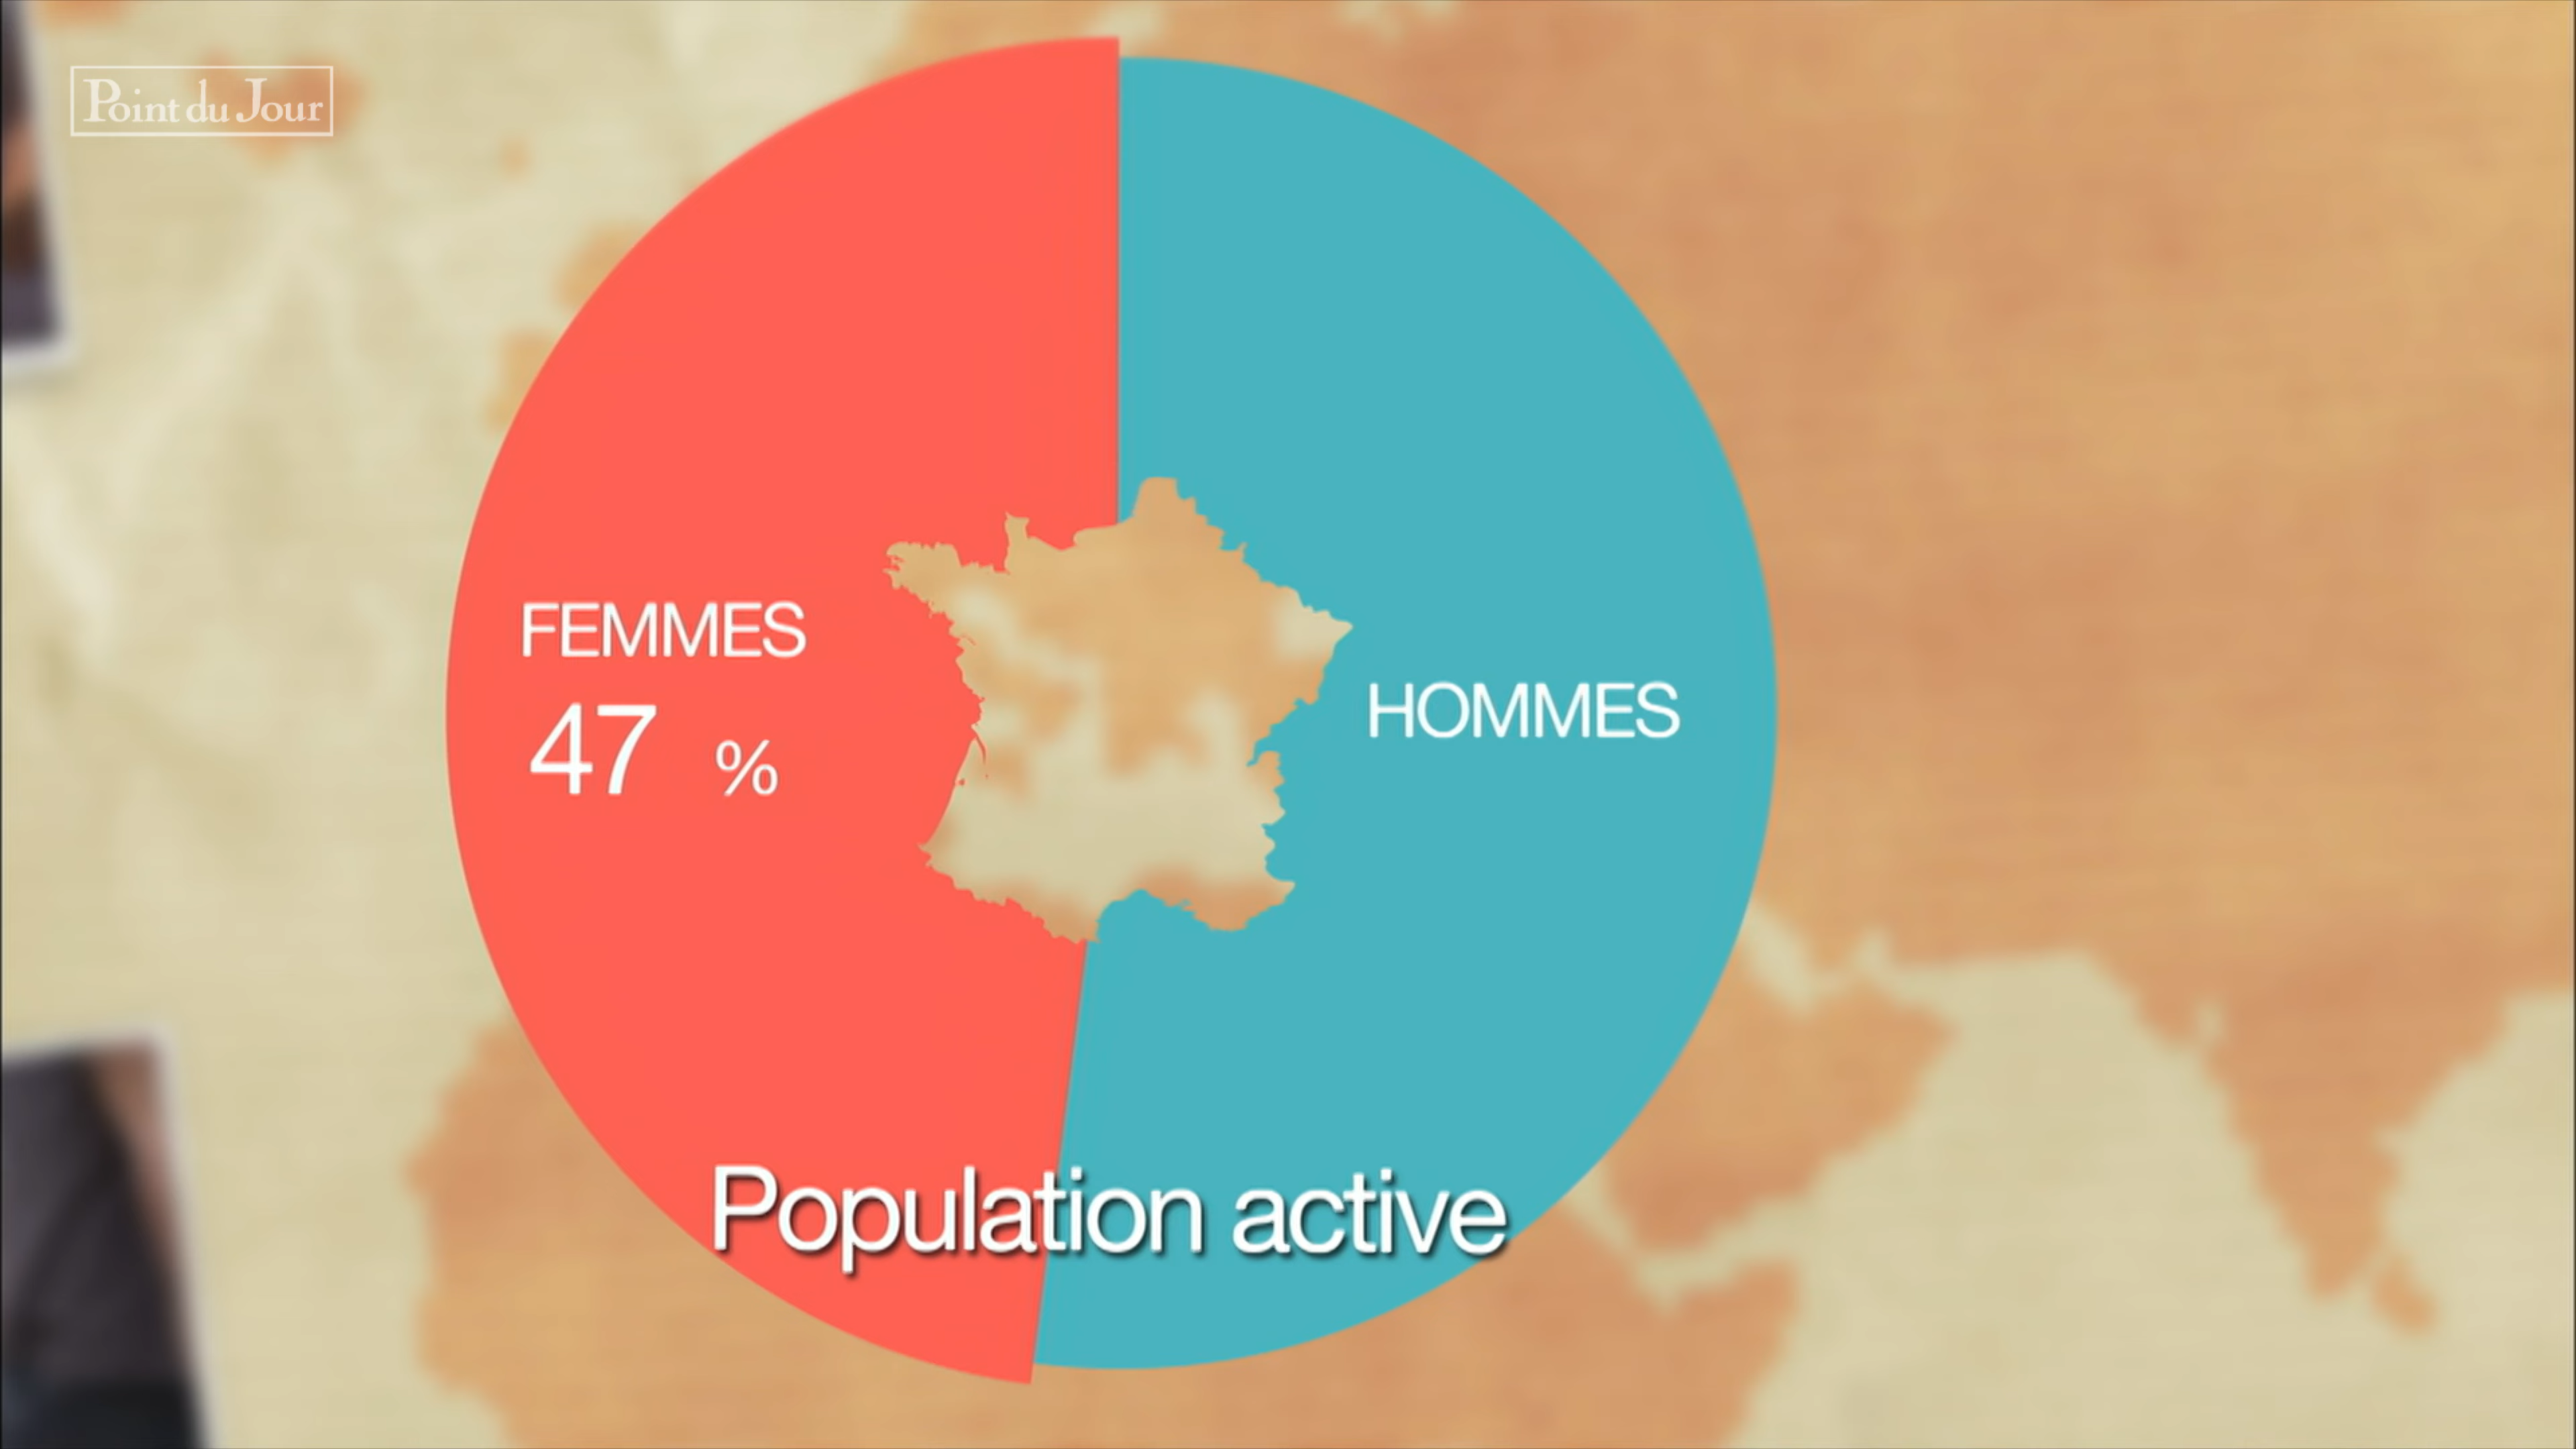 Point du Jour
FEMMES
47 %
HOMMES
Population active